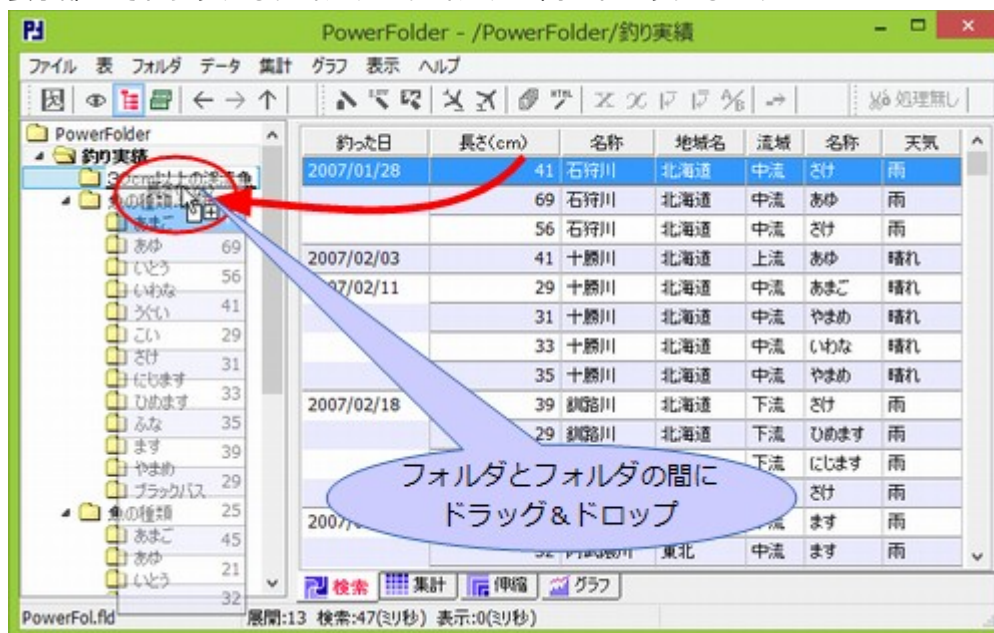 PowerFolder - /PowerFolder/釣り実績
ファイル 表 フォルダ データ 集計 グラフ 表示 ヘルプ
処理無し
PowerFolder
釣り実績
魚の種類
あまご
あゆ 69
いとう 56
いわな
うぐい 41
こい 29
さけ 31
にじます
ひめます 33
ふな 35
ます 39
やまめ
ブラックバス 29
魚の種類 25
あまご 45
あゆ
いとう 21
32
釣った日 長さ(cm) 名称 地域名 流域 名称 天気
2007/01/28 41 石狩川 北海道 中流 さけ 雨
69 石狩川 北海道 中流 あゆ 雨
56 石狩川 北海道 中流 さけ 雨
2007/02/03 41 十勝川 北海道 上流 あゆ 晴れ
07/02/11 29 十勝川 北海道 中流 あまご 晴れ
31 十勝川 北海道 中流 やまめ 晴れ
33 十勝川 北海道 中流 いわな 晴れ
35 十勝川 北海道 中流 やまめ 晴れ
2007/02/18 39 釧路川 北海道 下流 さけ 雨
29 釧路川 北海道 下流 ひめます 雨
下流 にじます 雨
さけ 雨
ます 雨
東北 中流 ます 雨
フォルダとフォルダの間に
ドラッグ&ドロップ
検索 集計 伸縮 グラフ
PowerFol.fld 展開:13 検索:47(ミリ秒) 表示:0(ミリ秒)